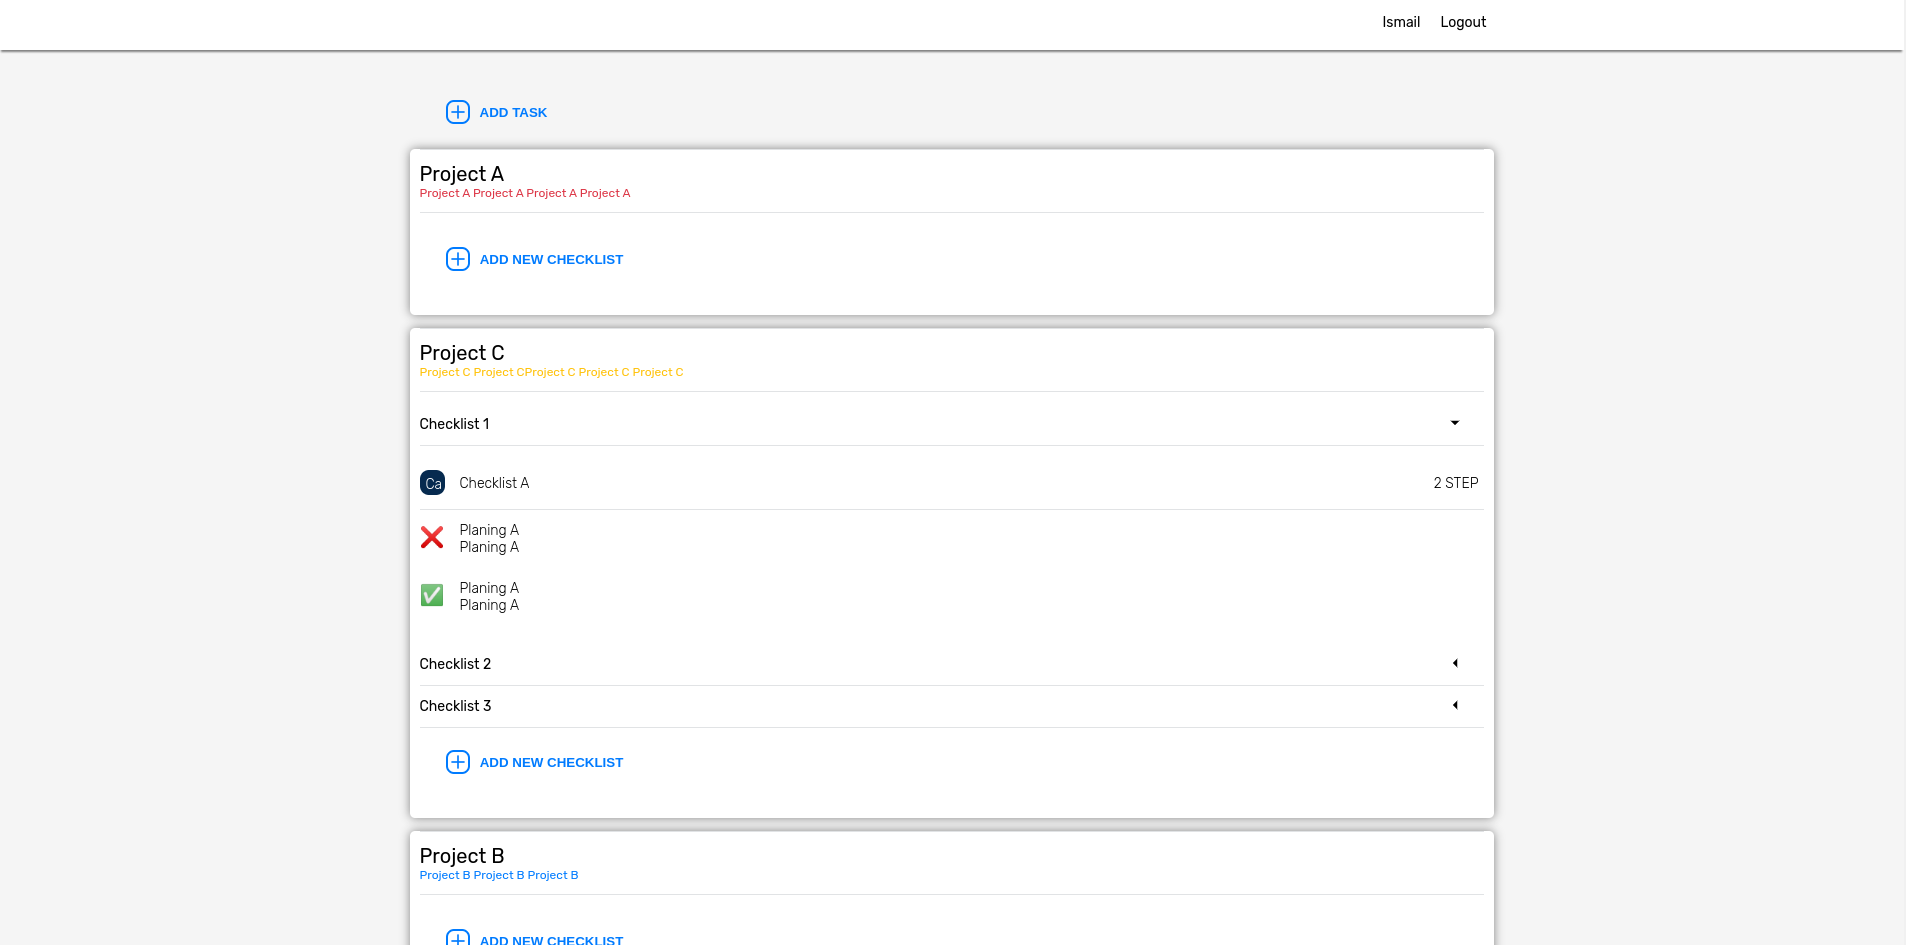 Ismail Logout
ADD TASK
Project A
Project A Project A Project A Project A
ADD NEW CHECKLIST
Project C
Project C Project CProject C Project C Project C
Checklist 1
Ca Checklist A 2 STEP
Planing A
Planing A
Planing A
Planing A
Checklist 2
Checklist 3
ADD NEW CHECKLIST
Project B
Project B Project B Project B
ADD NEW CHECKLIST